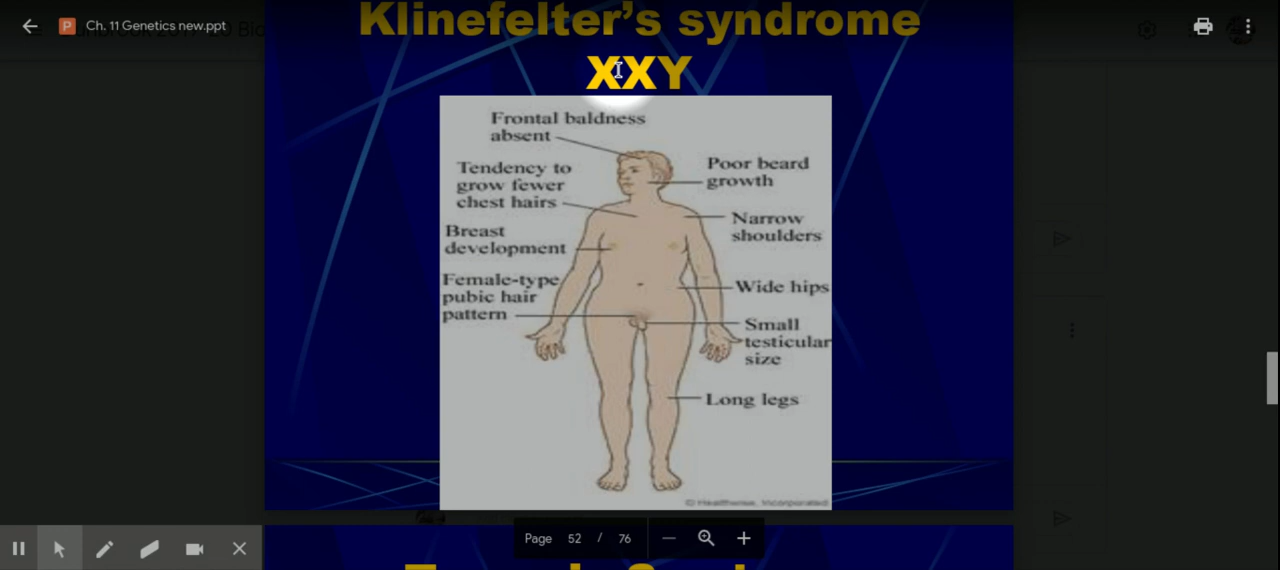 Ch. 11 Genetics new.ppt
Klinefelter's syndrome
XXY
Frontal baldness
absent
Tendency to
grow fewer
chest hairs
Breast
development
Female-type
pubic hair
pattern
Poor beard
growth
Narrow
shoulders
Wide hips
Small
testicular
size
Long legs
© Healthwise, Incorporated
Page 52 / 76